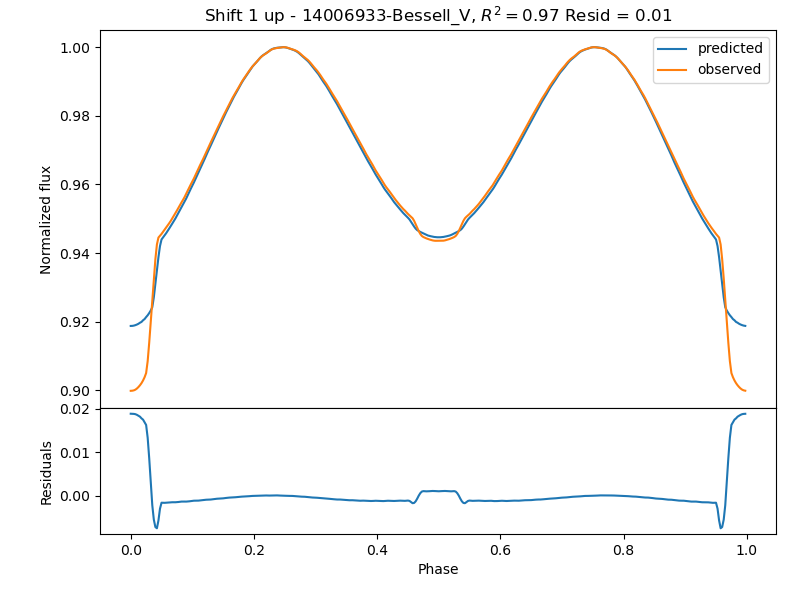 Shift 1 up - 14006933-Bessell_V, R² = 0.97 Resid = 0.01
predicted
observed
1.00
0.98
0.96
0.94
0.92
0.90
Normalized flux
0.02
0.01
0.00
Residuals
0.0 0.2 0.4 0.6 0.8 1.0
Phase